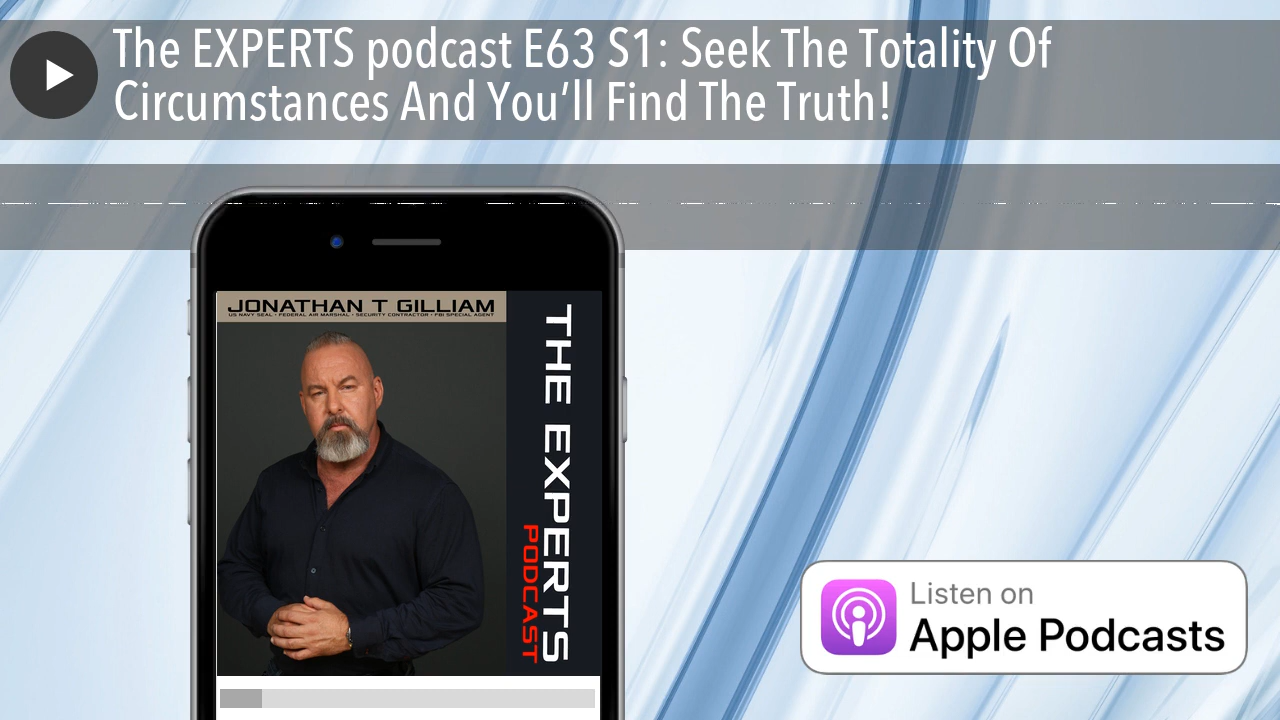 The EXPERTS podcast E63 S1: Seek The Totality Of
Circumstances And You’ll Find The Truth!
JONATHAN T GILLIAM
US NAVY SEAL • FEDERAL AIR MARSHAL • SECURITY CONTRACTOR • FBI SPECIAL AGENT
THE EXPERTS
PODCAST
Listen on
Apple Podcasts